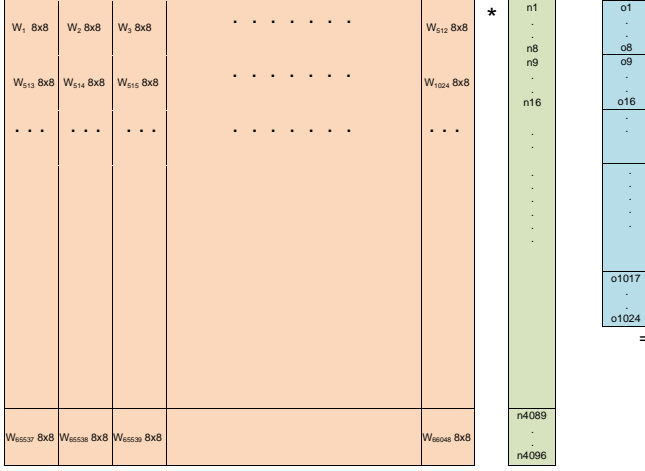 W₁ 8x8 W₂ 8x8 W₃ 8x8 . . . . . . . W₅₁₂ 8x8
W₅₁₃ 8x8 W₅₁₄ 8x8 W₅₁₅ 8x8 . . . . . . . W₁₀₂₄ 8x8
. . . . . . . . . . . . . . . . . . .
W₆₅₅₃₇ 8x8 W₆₅₅₃₈ 8x8 W₆₅₅₃₉ 8x8 W₆₆₀₄₈ 8x8
*
n1
.
.
n8
n9
.
.
n16
.
.
.
.
.
.
.
.
n4089
.
.
n4096
o1
.
.
o8
o9
.
.
o16
.
.
.
.
.
.
.
o1017
.
.
o1024
=